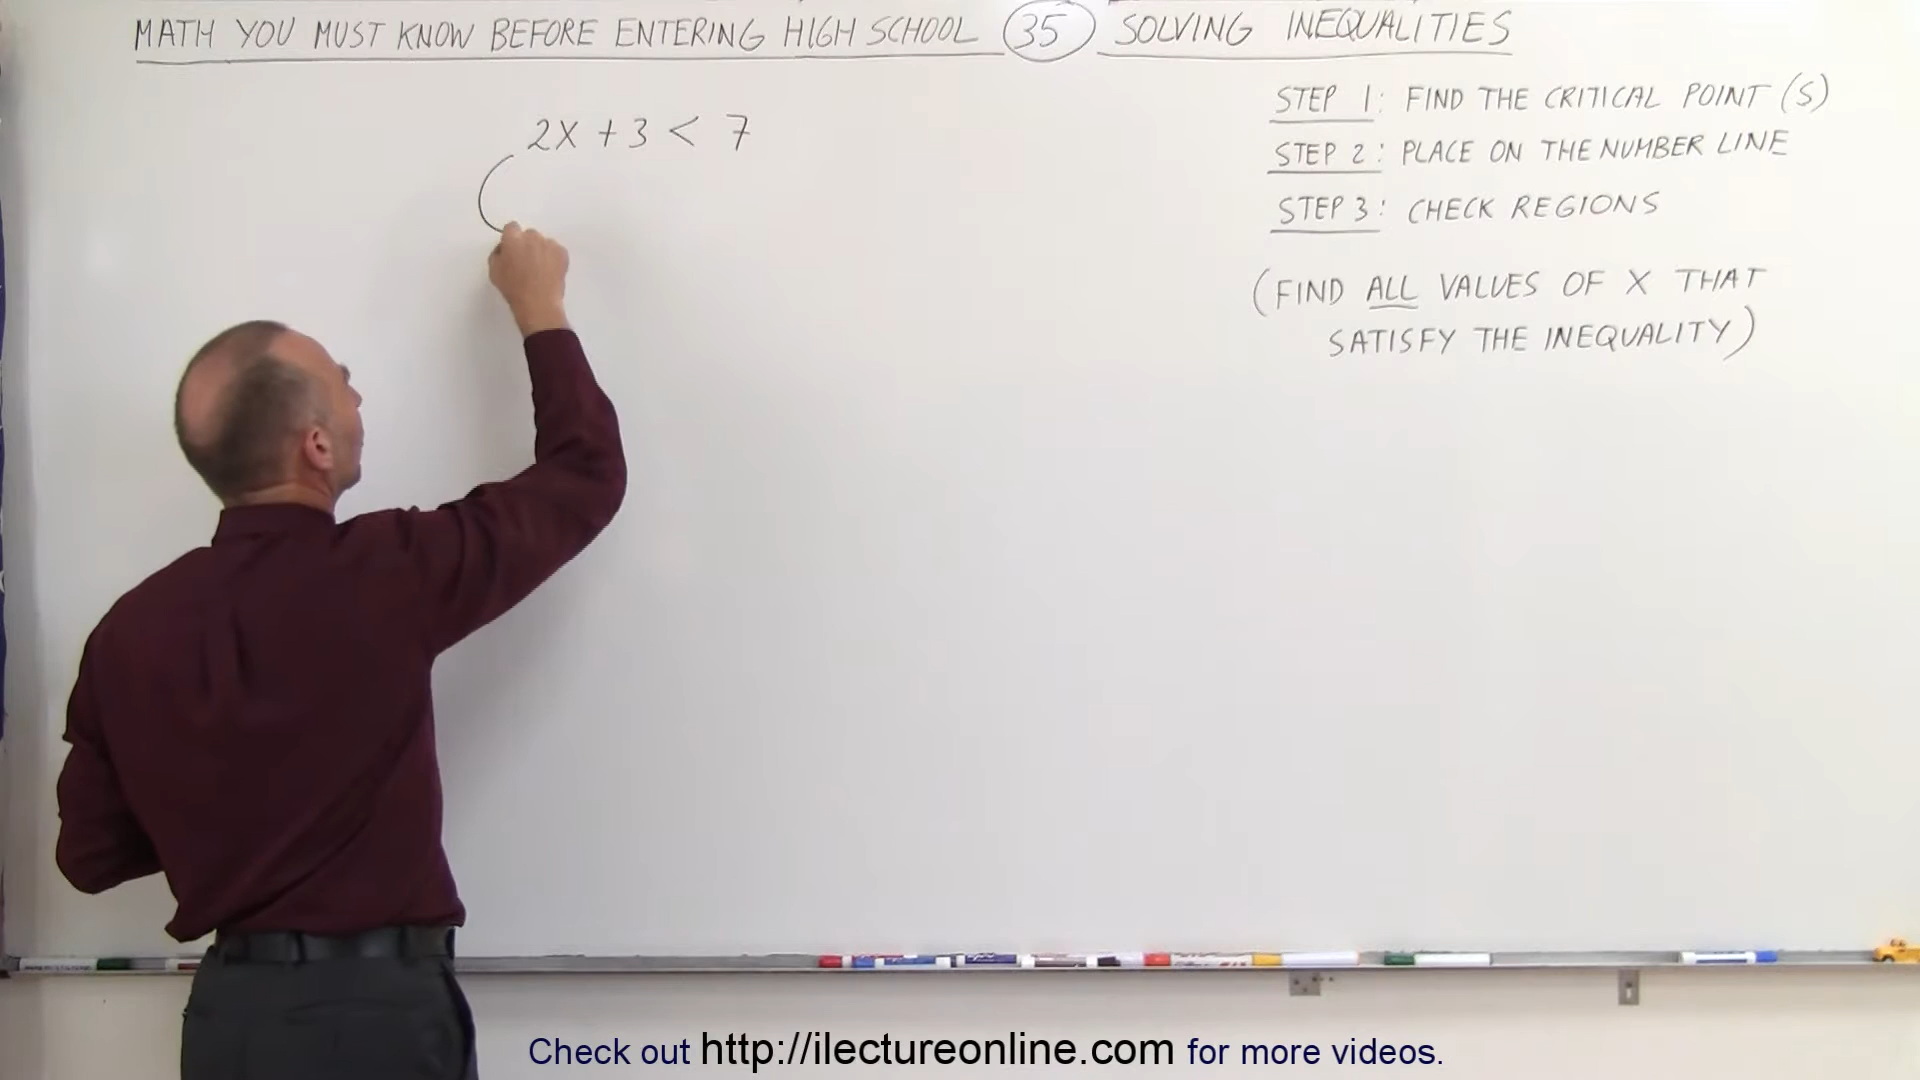 MATH YOU MUST KNOW BEFORE ENTERING HIGH SCHOOL 35 SOLVING INEQUALITIES
2X + 3 < 7
STEP 1: FIND THE CRITICAL POINT (S)
STEP 2: PLACE ON THE NUMBER LINE
STEP 3: CHECK REGIONS
(FIND ALL VALUES OF X THAT
SATISFY THE INEQUALITY)
Check out http://ilectureonline.com for more videos.